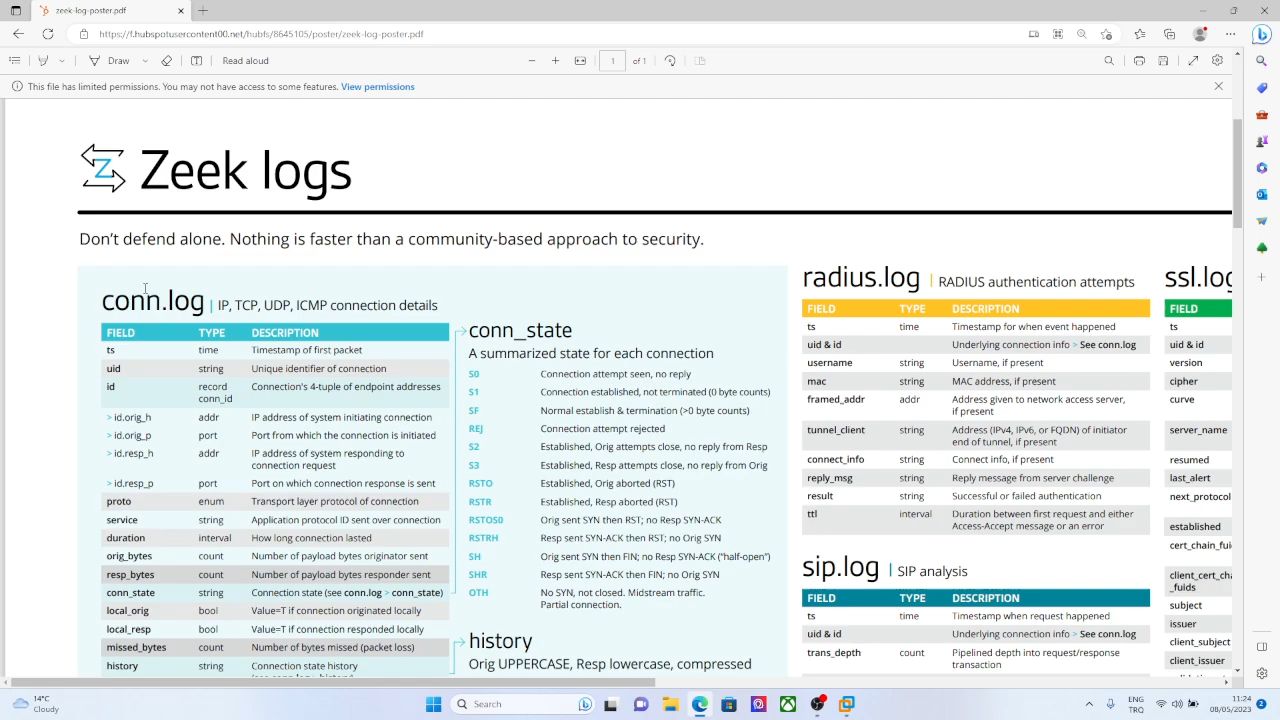 zeek-log-poster.pdf
https://f.hubspotusercontent00.net/hubfs/8645105/poster/zeek-log-poster.pdf
Draw
Read aloud
1
of 1
This file has limited permissions. You may not have access to some features. View permissions
Zeek logs
Don't defend alone. Nothing is faster than a community-based approach to security.
conn.log | IP, TCP, UDP, ICMP connection details
FIELD TYPE DESCRIPTION
ts time Timestamp of first packet
uid string Unique identifier of connection
id record Connection's 4-tuple of endpoint addresses
conn_id
> id.orig_h addr IP address of system initiating connection
> id.orig_p port Port from which the connection is initiated
> id.resp_h addr IP address of system responding to
connection request
> id.resp_p port Port on which connection response is sent
proto enum Transport layer protocol of connection
service string Application protocol ID sent over connection
duration interval How long connection lasted
orig_bytes count Number of payload bytes originator sent
resp_bytes count Number of payload bytes responder sent
conn_state string Connection state (see conn.log > conn_state)
local_orig bool Value=T if connection originated locally
local_resp bool Value=T if connection responded locally
missed_bytes count Number of bytes missed (packet loss)
history string Connection state history
conn_state
A summarized state for each connection
S0 Connection attempt seen, no reply
S1 Connection established, not terminated (0 byte counts)
SF Normal establish & termination (>0 byte counts)
REJ Connection attempt rejected
S2 Established, Orig attempts close, no reply from Resp
S3 Established, Resp attempts close, no reply from Orig
RSTO Established, Orig aborted (RST)
RSTR Established, Resp aborted (RST)
RSTOS0 Orig sent SYN then RST; no Resp SYN-ACK
RSTRH Resp sent SYN-ACK then RST; no Orig SYN
SH Orig sent SYN then FIN; no Resp SYN-ACK ("half-open")
SHR Resp sent SYN-ACK then FIN; no Orig SYN
OTH No SYN, not closed. Midstream traffic.
Partial connection.
history
Orig UPPERCASE, Resp lowercase, compressed
radius.log | RADIUS authentication attempts
FIELD TYPE DESCRIPTION
ts time Timestamp for when event happened
uid & id Underlying connection info > See conn.log
username string Username, if present
mac string MAC address, if present
framed_addr addr Address given to network access server,
if present
tunnel_client string Address (IPv4, IPv6, or FQDN) of initiator
end of tunnel, if present
connect_info string Connect info, if present
reply_msg string Reply message from server challenge
result string Successful or failed authentication
ttl interval Duration between first request and either
Access-Accept message or an error
sip.log | SIP analysis
FIELD TYPE DESCRIPTION
ts time Timestamp when request happened
uid & id Underlying connection info > See conn.log
trans_depth count Pipelined depth into request/response
transaction
ssl.log
FIELD
ts
uid & id
version
cipher
curve
server_name
resumed
last_alert
next_protocol
established
cert_chain_fuid
client_cert_cha
_fuids
subject
issuer
client_subject
client_issuer
14°C
Cloudy
Search
ENG
TRQ
11:24
08/05/2023
2